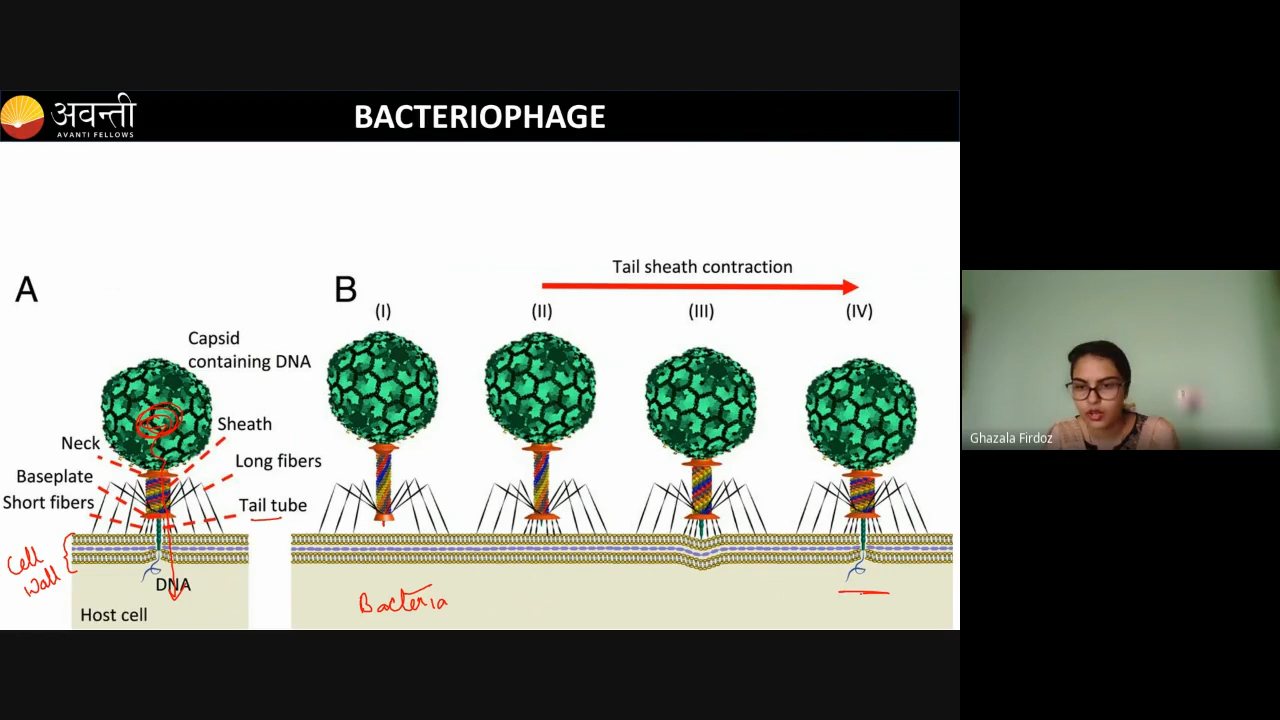 अवन्ती
AVANTI FELLOWS
BACTERIOPHAGE
A
Capsid
containing DNA
Sheath
Neck
Long fibers
Baseplate
Short fibers
Tail tube
Cell
Wall
DNA
Host cell
B
Tail sheath contraction
(I)
(II)
(III)
(IV)
Bacteria
Ghazala Firdoz